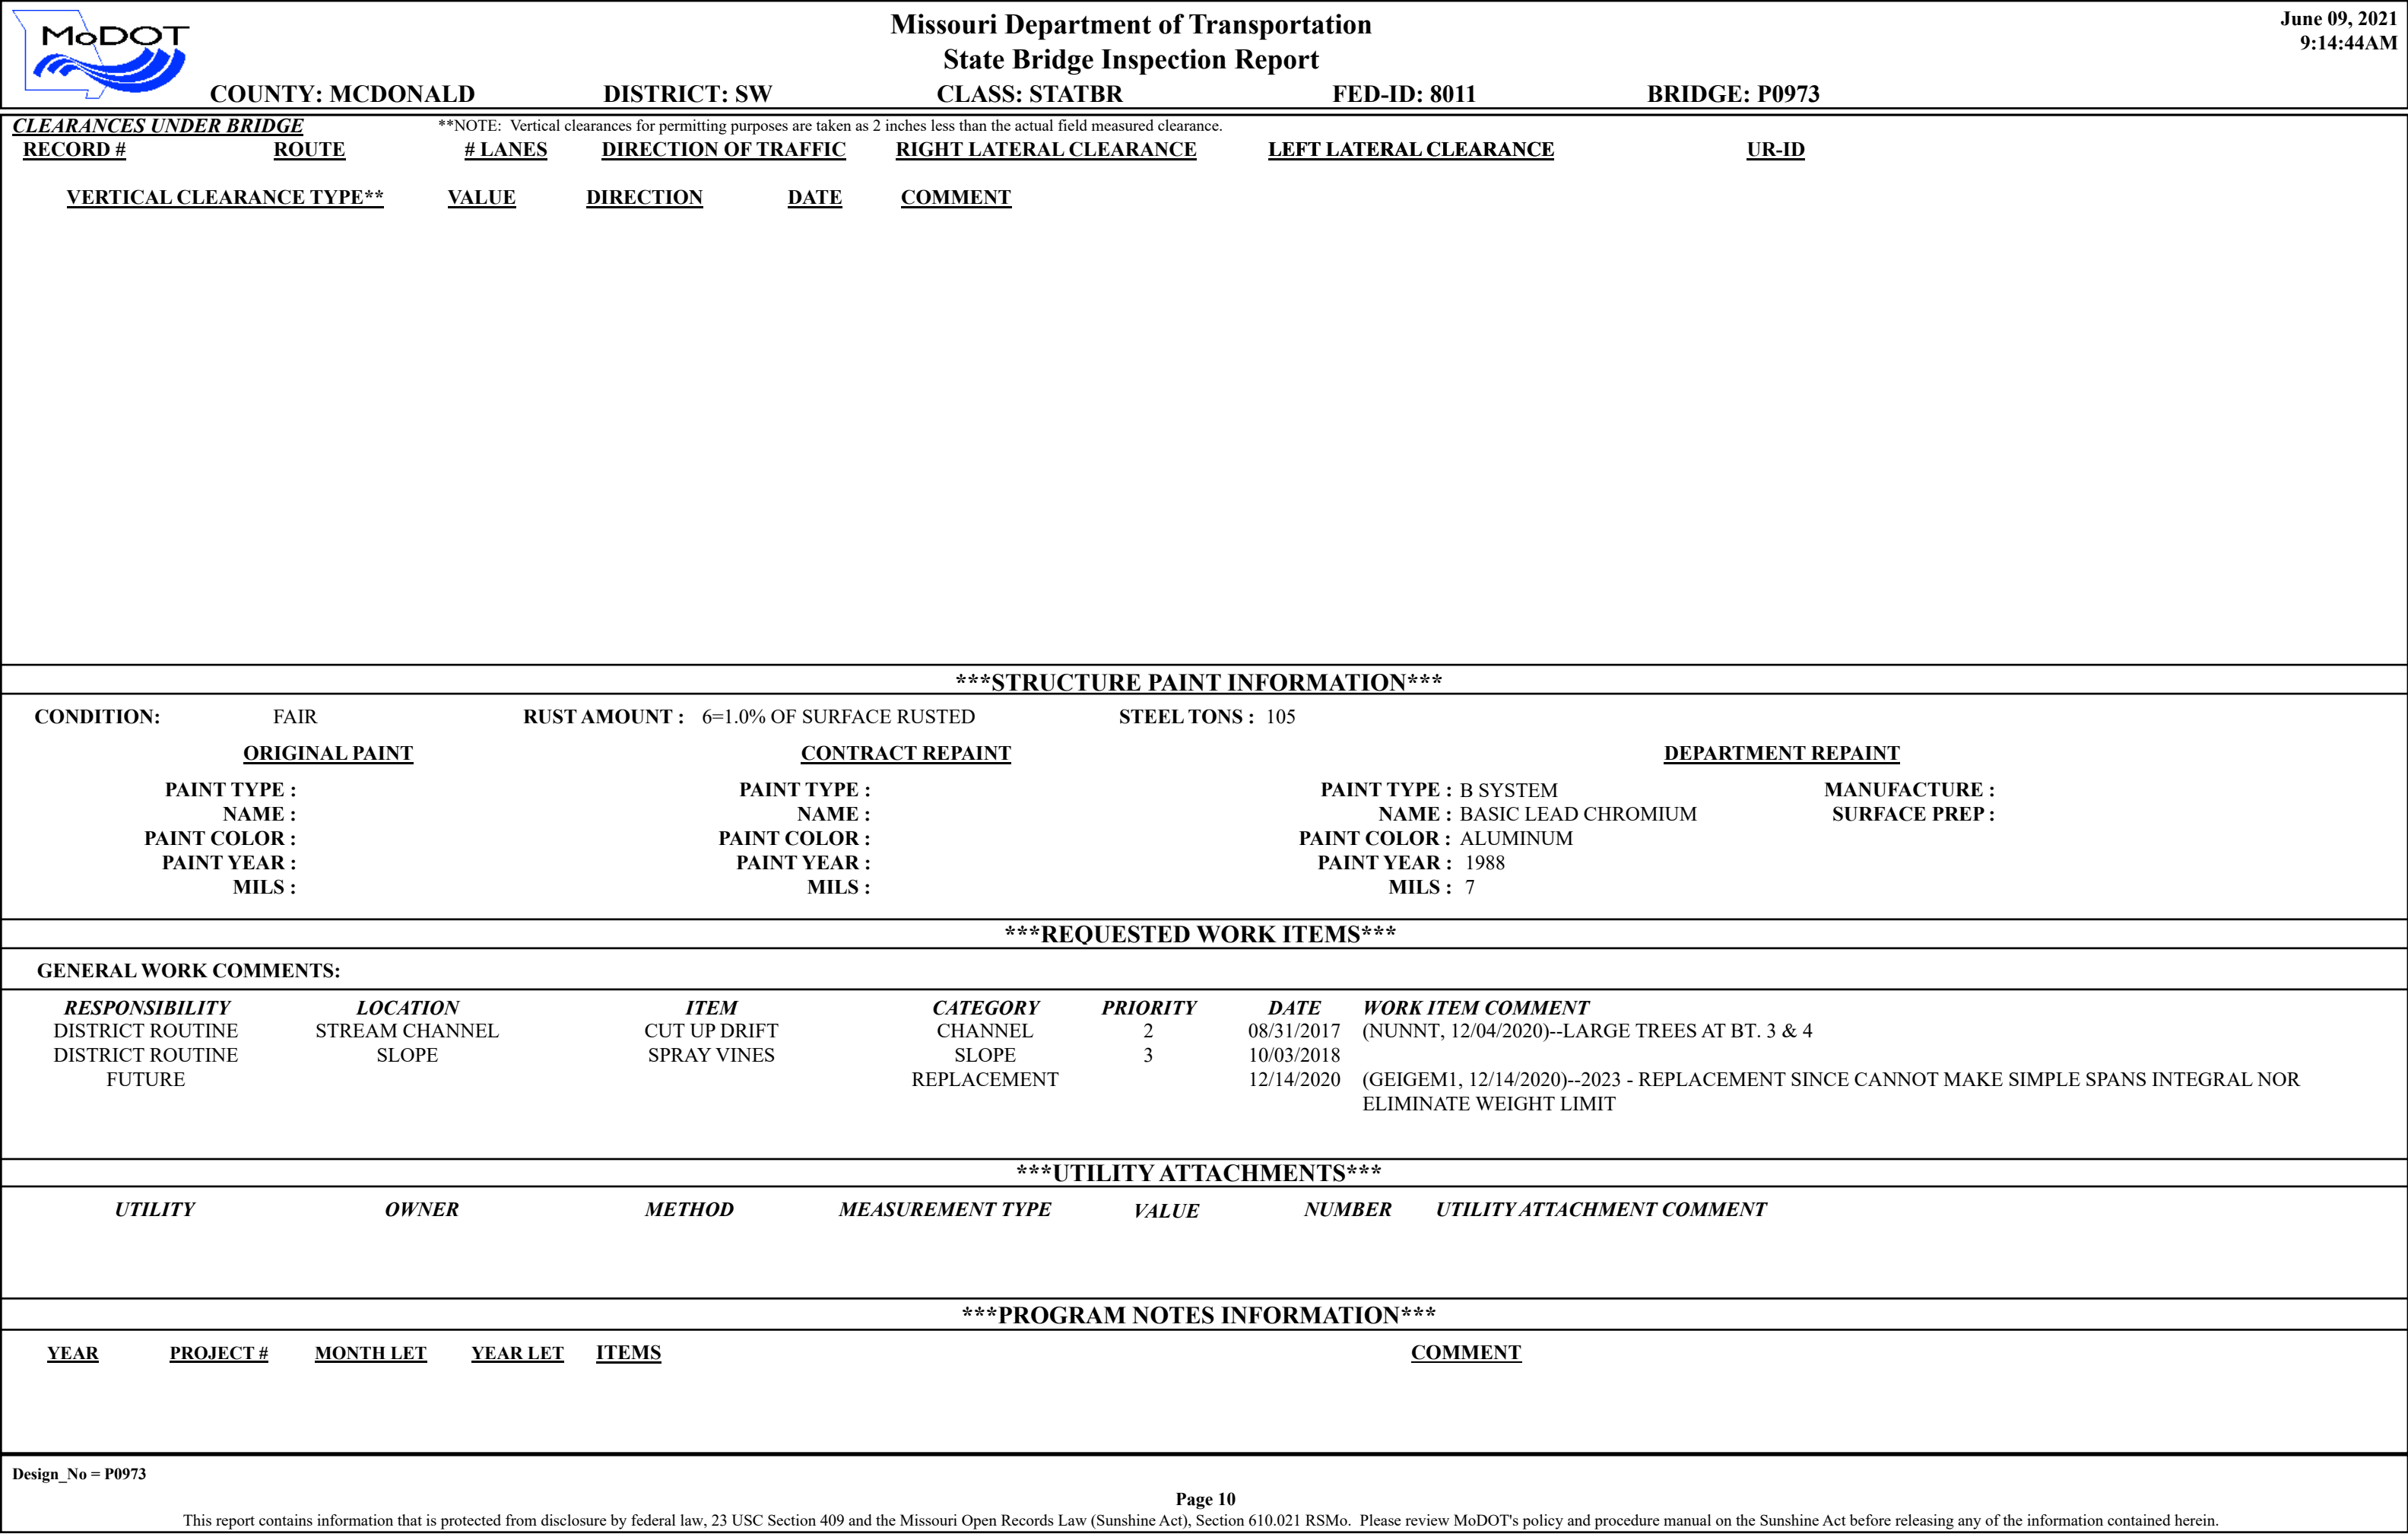 MoDOT
Missouri Department of Transportation
State Bridge Inspection Report
June 09, 2021
9:14:44AM
COUNTY: MCDONALD DISTRICT: SW CLASS: STATBR FED-ID: 8011 BRIDGE: P0973
CLEARANCES UNDER BRIDGE **NOTE: Vertical clearances for permitting purposes are taken as 2 inches less than the actual field measured clearance.
RECORD # ROUTE # LANES DIRECTION OF TRAFFIC RIGHT LATERAL CLEARANCE LEFT LATERAL CLEARANCE UR-ID
VERTICAL CLEARANCE TYPE** VALUE DIRECTION DATE COMMENT
***STRUCTURE PAINT INFORMATION***
CONDITION: FAIR RUST AMOUNT : 6=1.0% OF SURFACE RUSTED STEEL TONS : 105
ORIGINAL PAINT CONTRACT REPAINT DEPARTMENT REPAINT
PAINT TYPE : PAINT TYPE : PAINT TYPE : B SYSTEM MANUFACTURE :
NAME : NAME : NAME : BASIC LEAD CHROMIUM SURFACE PREP :
PAINT COLOR : PAINT COLOR : PAINT COLOR : ALUMINUM
PAINT YEAR : PAINT YEAR : PAINT YEAR : 1988
MILS : MILS : MILS : 7
***REQUESTED WORK ITEMS***
GENERAL WORK COMMENTS:
RESPONSIBILITY LOCATION ITEM CATEGORY PRIORITY DATE WORK ITEM COMMENT
DISTRICT ROUTINE STREAM CHANNEL CUT UP DRIFT CHANNEL 2 08/31/2017 (NUNNT, 12/04/2020)--LARGE TREES AT BT. 3 & 4
DISTRICT ROUTINE SLOPE SPRAY VINES SLOPE 3 10/03/2018
FUTURE REPLACEMENT 12/14/2020 (GEIGEM1, 12/14/2020)--2023 - REPLACEMENT SINCE CANNOT MAKE SIMPLE SPANS INTEGRAL NOR
ELIMINATE WEIGHT LIMIT
***UTILITY ATTACHMENTS***
UTILITY OWNER METHOD MEASUREMENT TYPE VALUE NUMBER UTILITY ATTACHMENT COMMENT
***PROGRAM NOTES INFORMATION***
YEAR PROJECT # MONTH LET YEAR LET ITEMS COMMENT
Design_No = P0973
Page 10
This report contains information that is protected from disclosure by federal law, 23 USC Section 409 and the Missouri Open Records Law (Sunshine Act), Section 610.021 RSMo.  Please review MoDOT's policy and procedure manual on the Sunshine Act before releasing any of the information contained herein.